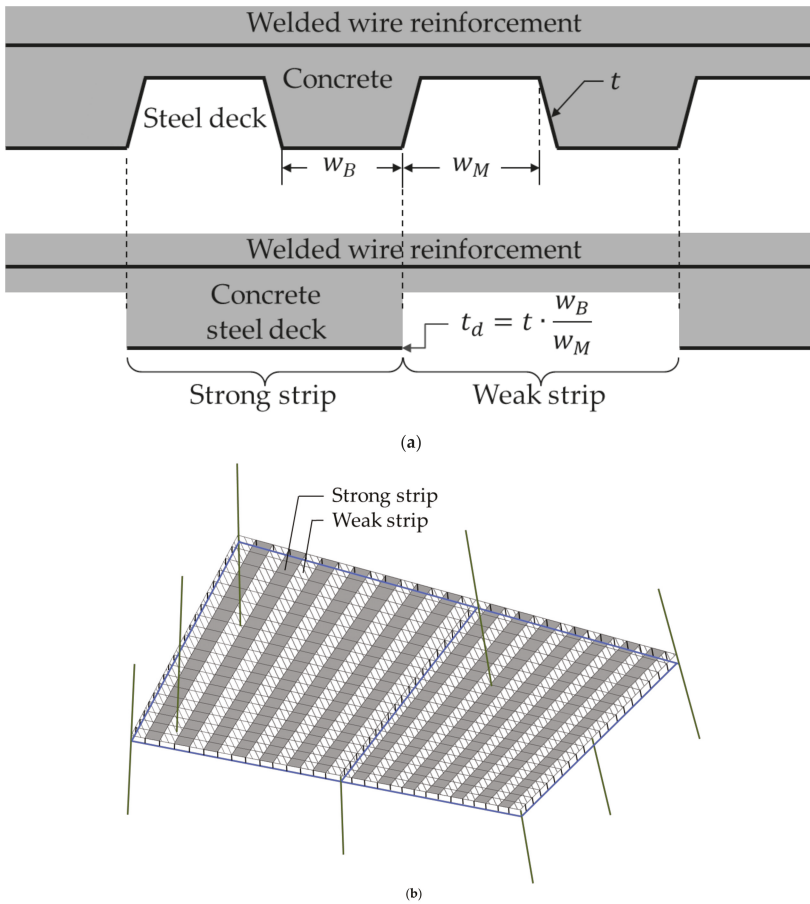 Welded wire reinforcement
Concrete
t
Steel deck
w_B
w_M
Welded wire reinforcement
Concrete
steel deck
t_d = t · w_B / w_M
Strong strip
Weak strip
(a)
Strong strip
Weak strip
(b)